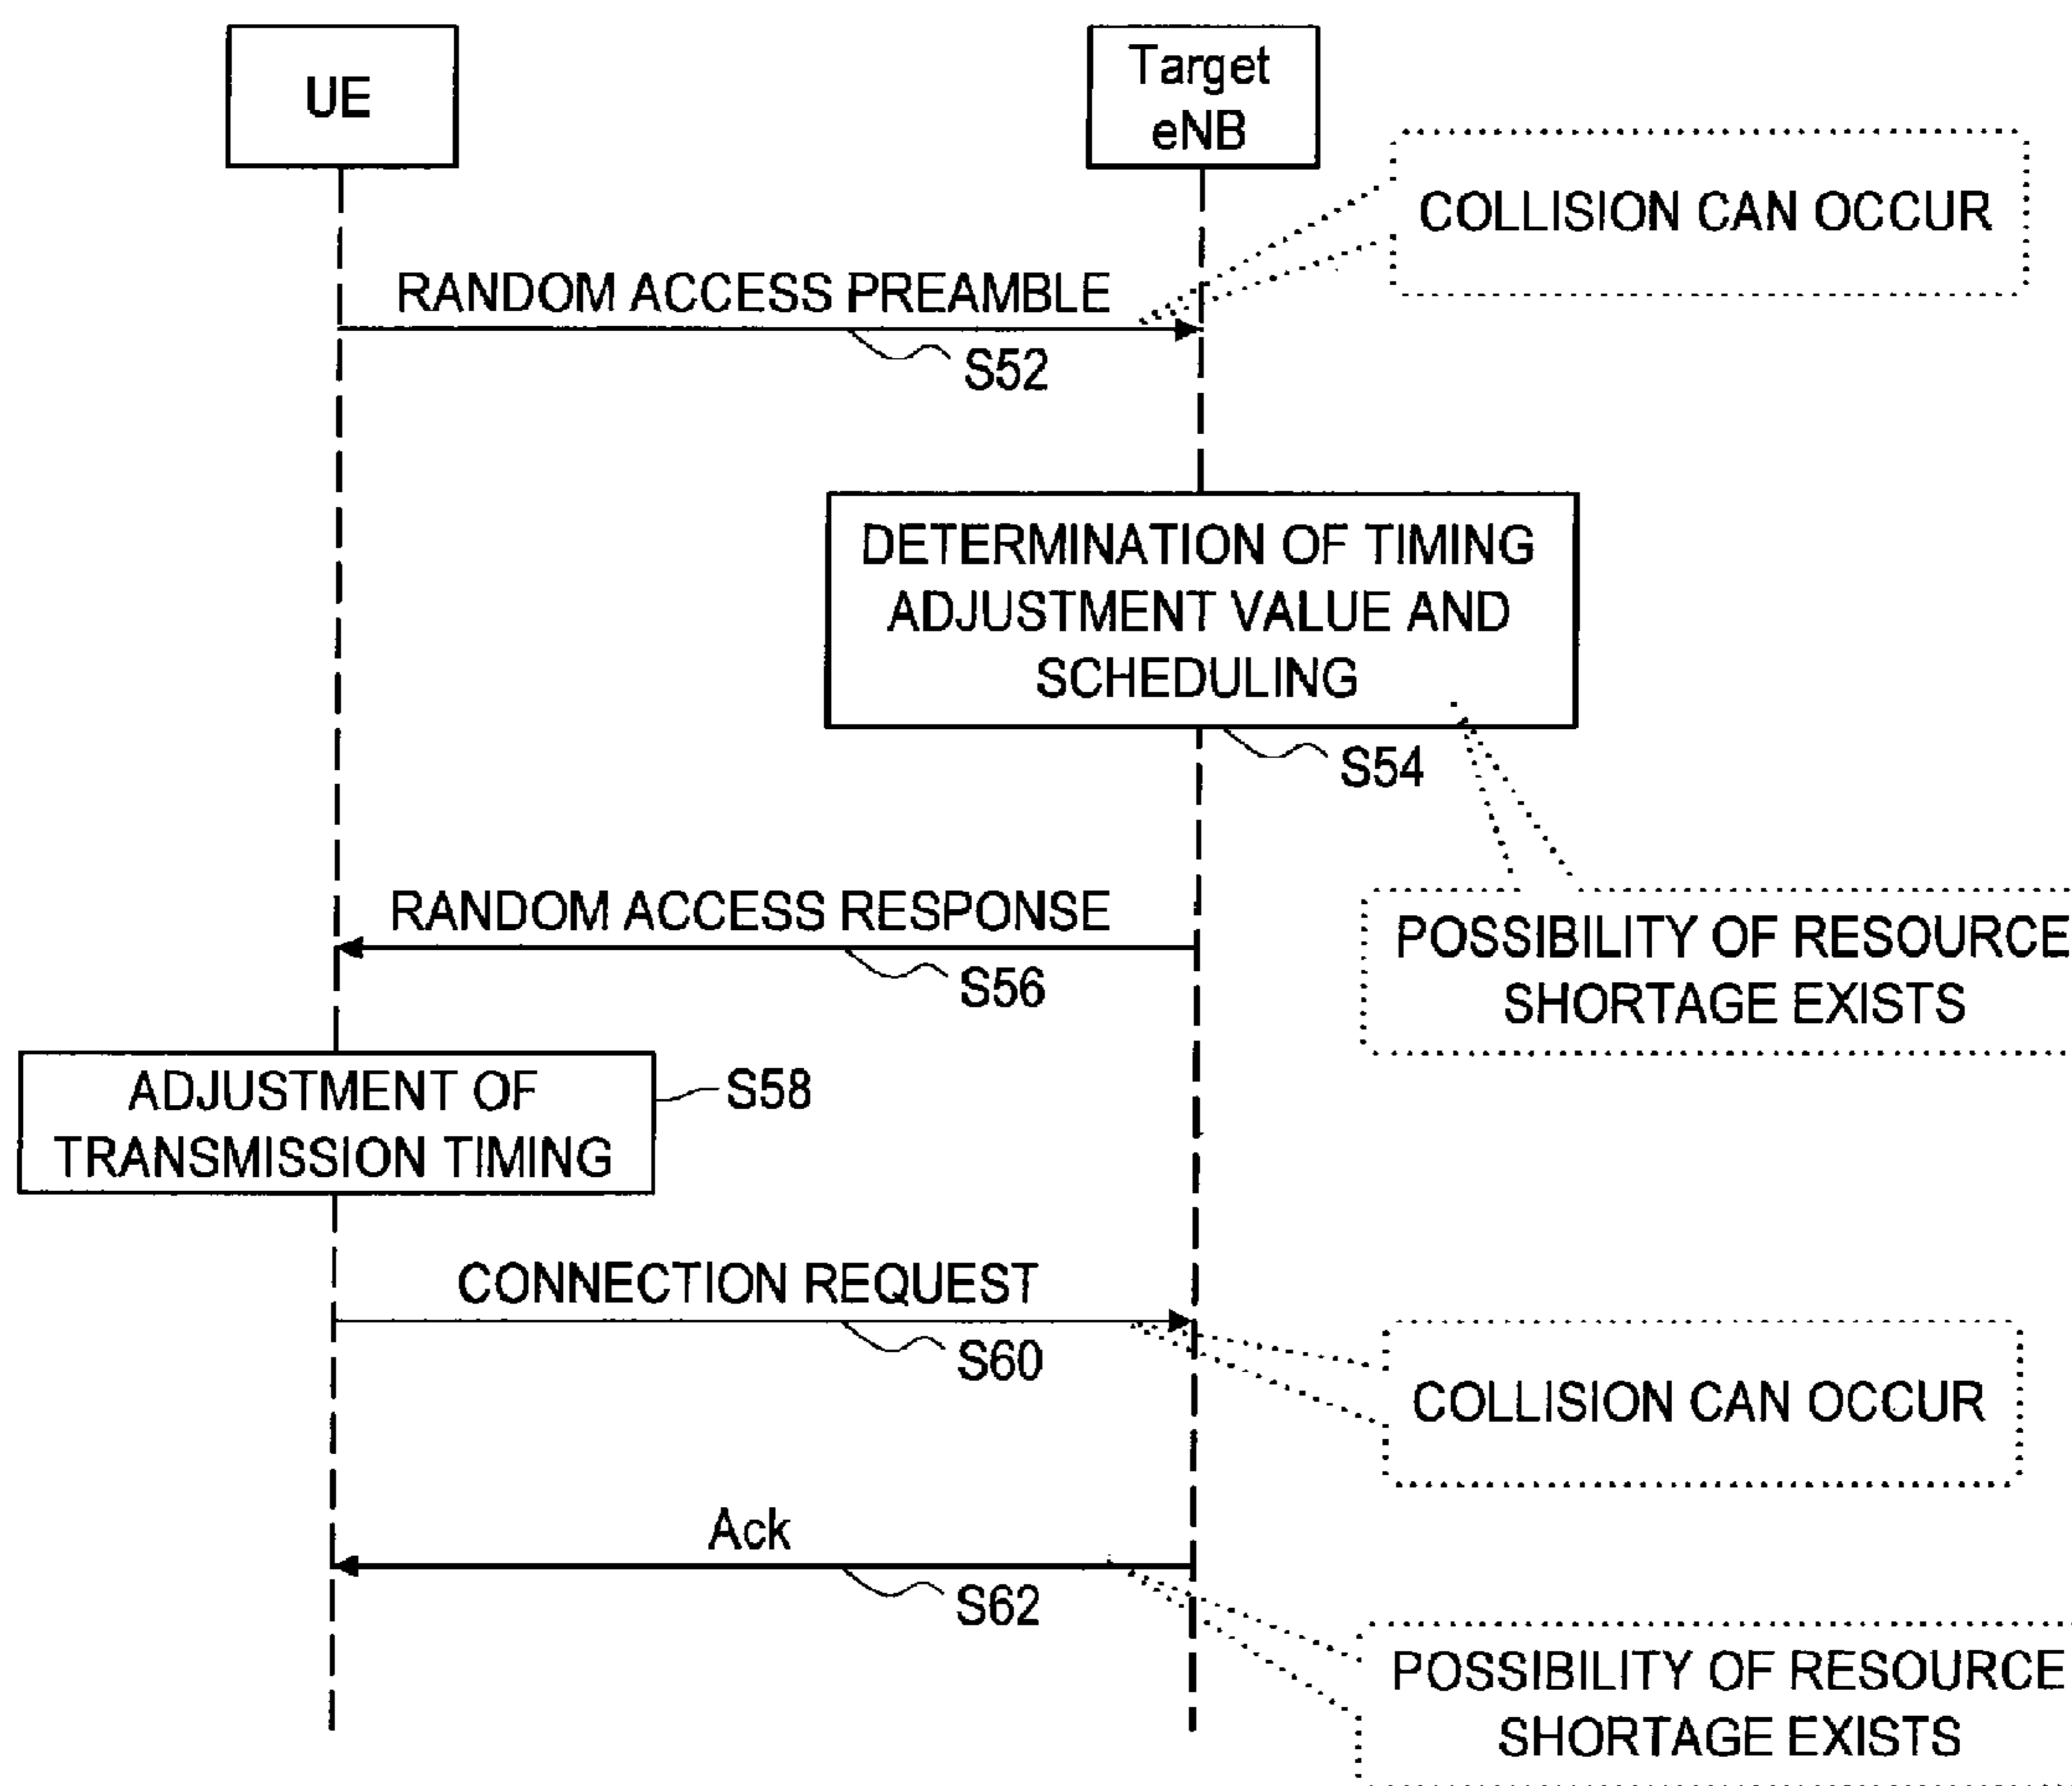 UE
Target
eNB
COLLISION CAN OCCUR
RANDOM ACCESS PREAMBLE
S52
DETERMINATION OF TIMING
ADJUSTMENT VALUE AND
SCHEDULING
S54
RANDOM ACCESS RESPONSE
S56
POSSIBILITY OF RESOURCE
SHORTAGE EXISTS
ADJUSTMENT OF
TRANSMISSION TIMING
S58
CONNECTION REQUEST
S60
COLLISION CAN OCCUR
Ack
S62
POSSIBILITY OF RESOURCE
SHORTAGE EXISTS